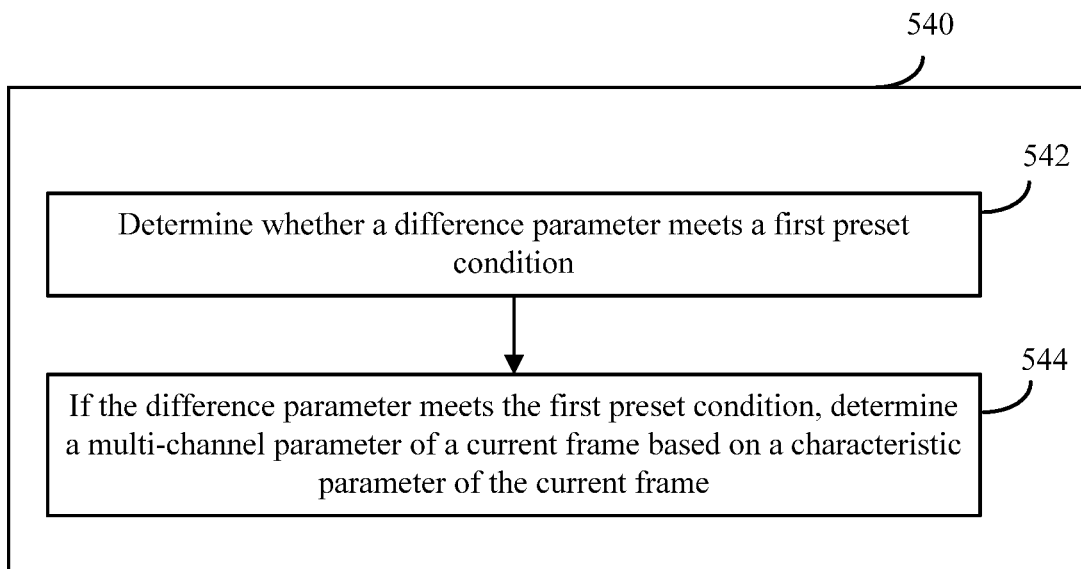 540
542
Determine whether a difference parameter meets a first preset
condition
544
If the difference parameter meets the first preset condition, determine
a multi-channel parameter of a current frame based on a characteristic
parameter of the current frame